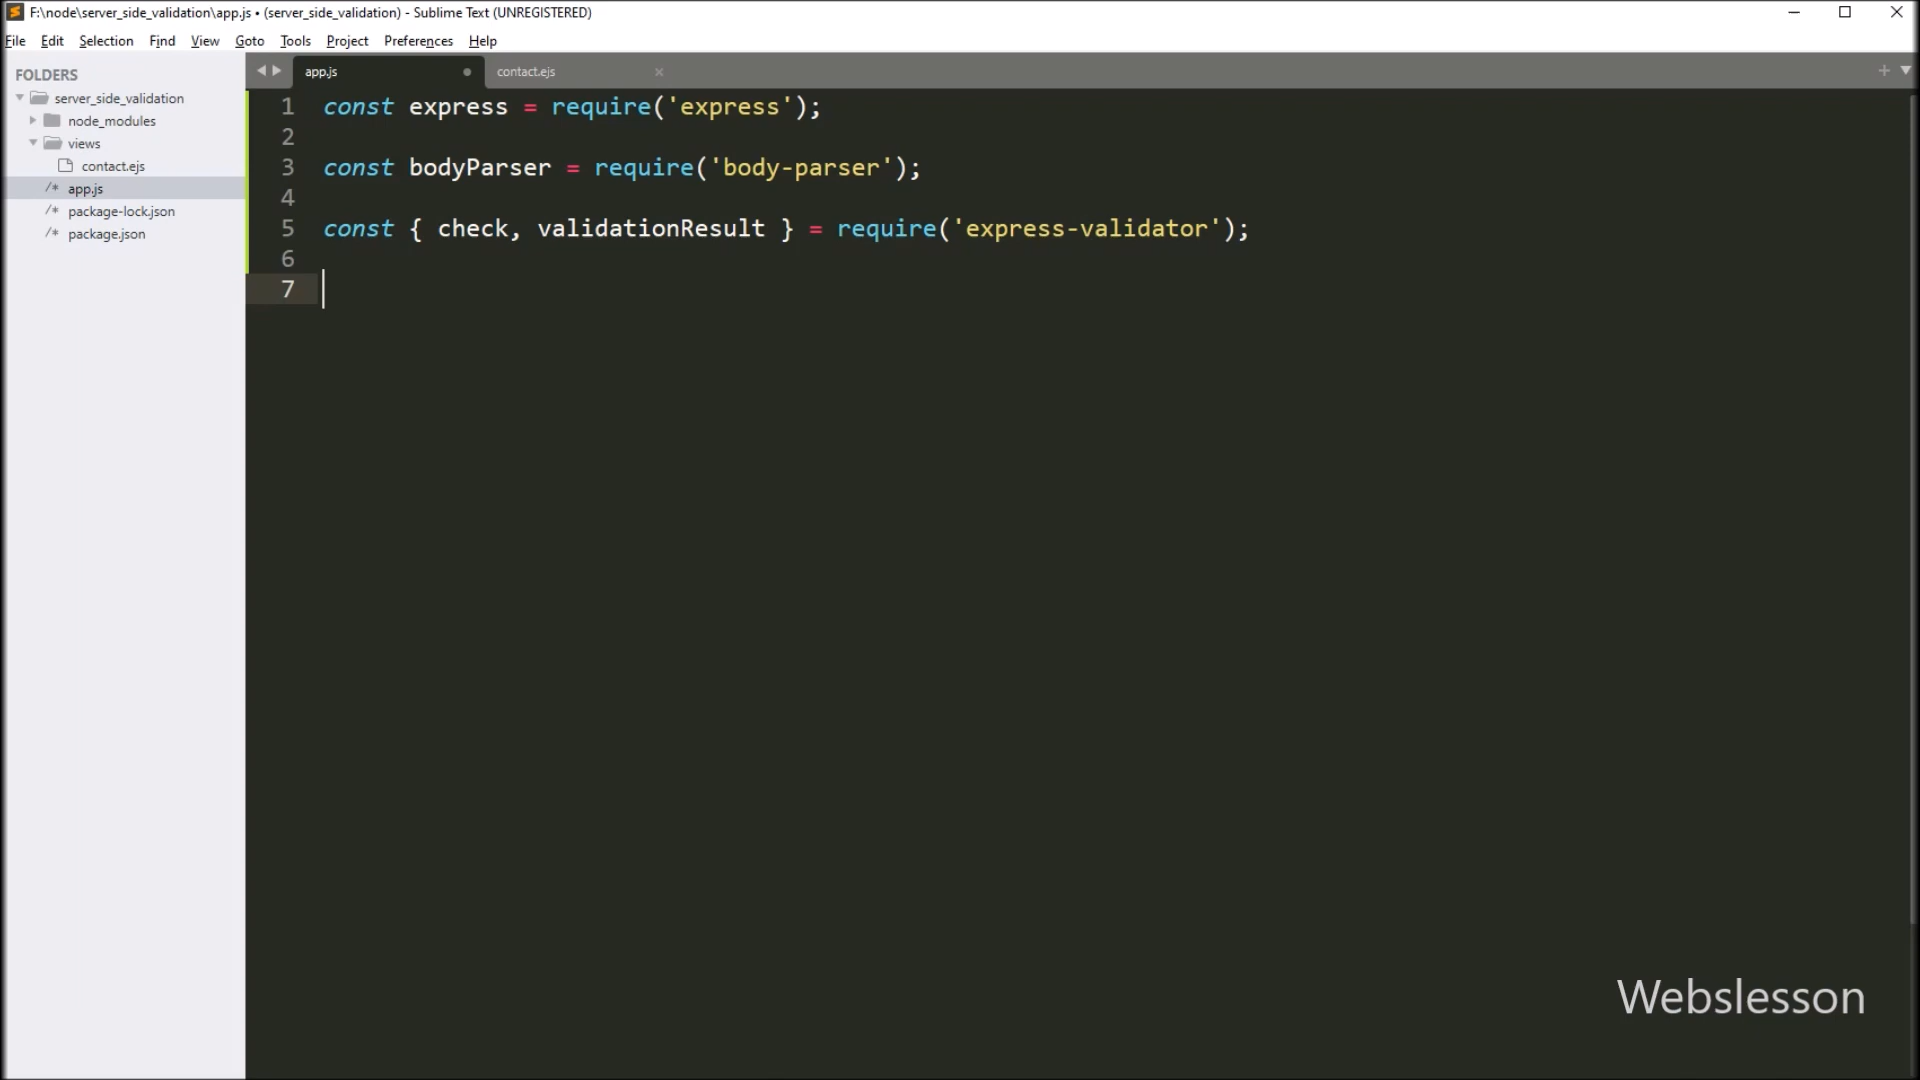 F:\node\server_side_validation\app.js • (server_side_validation) - Sublime Text (UNREGISTERED)
File Edit Selection Find View Goto Tools Project Preferences Help
FOLDERS
server_side_validation
node_modules
views
contact.ejs
/* app.js
/* package-lock.json
/* package.json
app.js
contact.ejs
1 const express = require('express');
2
3 const bodyParser = require('body-parser');
4
5 const { check, validationResult } = require('express-validator');
6
7
Webslesson